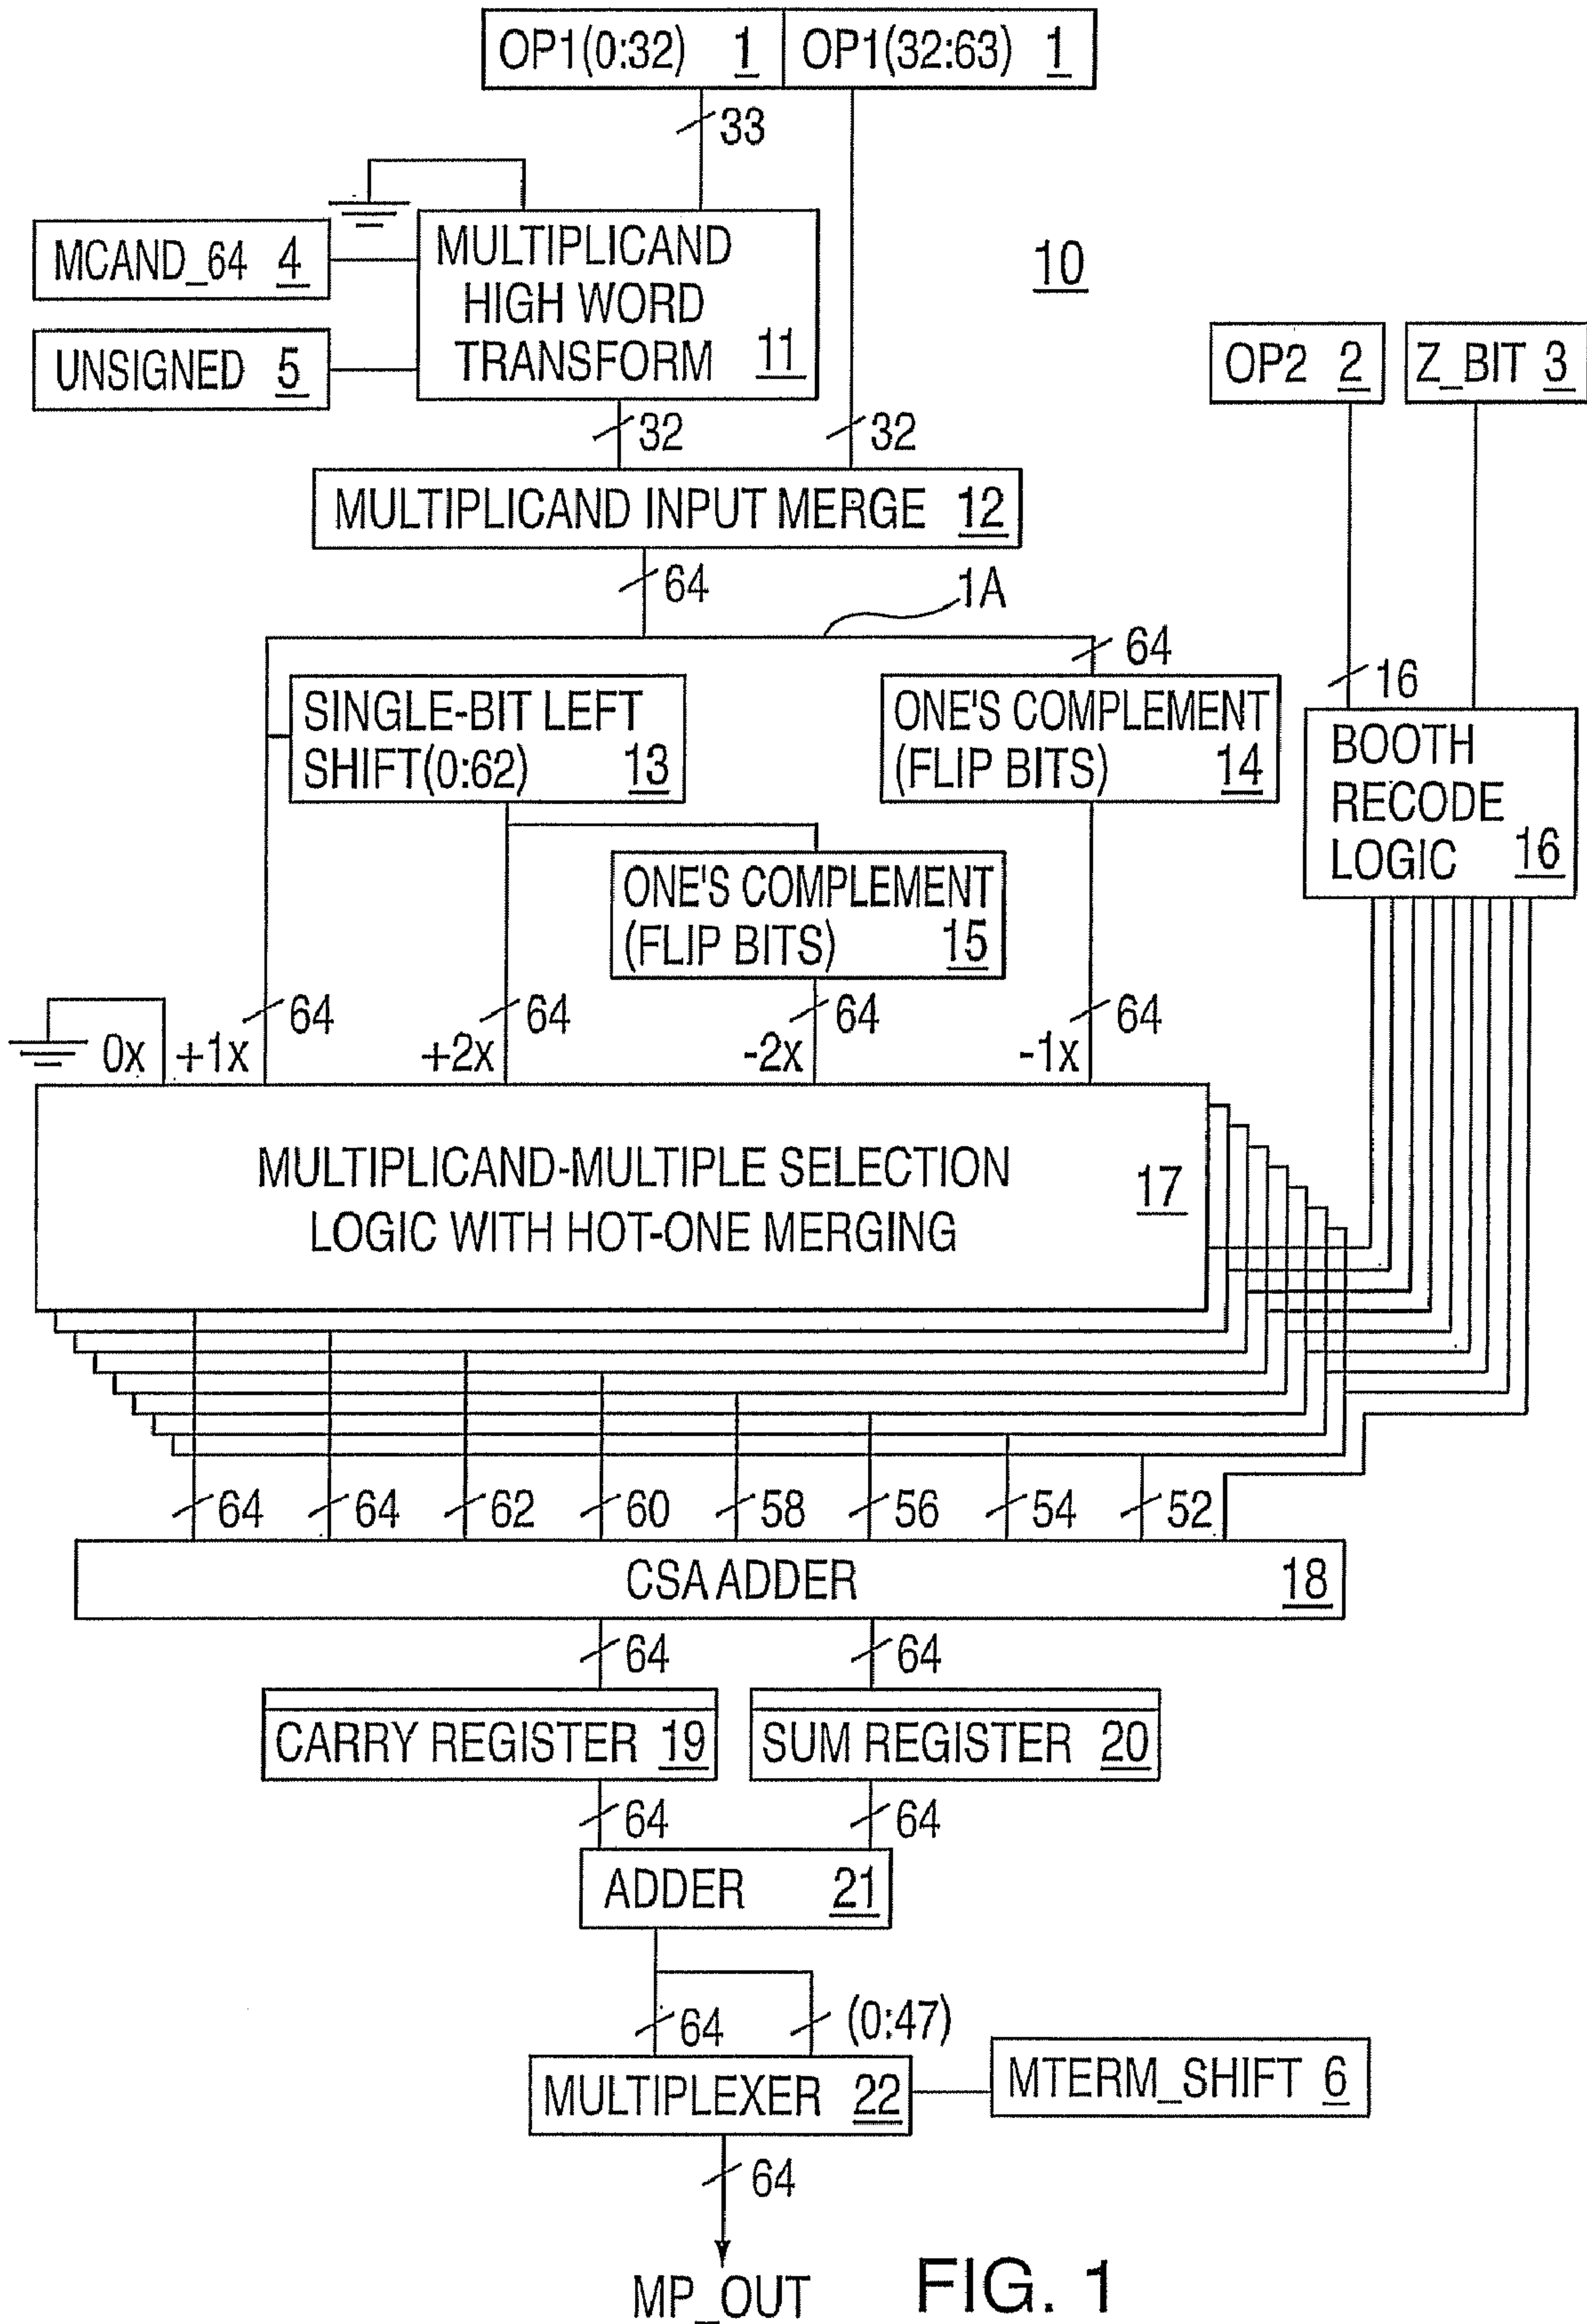 OP1(0:32) 1 OP1(32:63) 1
33
MCAND_64 4
MULTIPLICAND
HIGH WORD
TRANSFORM 11
10
UNSIGNED 5
OP2 2
Z_BIT 3
32 32
MULTIPLICAND INPUT MERGE 12
64
1A
64
16
SINGLE-BIT LEFT
SHIFT(0:62) 13
ONE'S COMPLEMENT
(FLIP BITS) 14
BOOTH
RECODE
LOGIC 16
ONE'S COMPLEMENT
(FLIP BITS) 15
64 64 64 64
0x +1x +2x -2x -1x
MULTIPLICAND-MULTIPLE SELECTION
LOGIC WITH HOT-ONE MERGING 17
64 64 62 60 58 56 54 52
CSA ADDER 18
64 64
CARRY REGISTER 19
SUM REGISTER 20
64 64
ADDER 21
64 (0:47)
MULTIPLEXER 22
MTERM_SHIFT 6
64
MP_OUT
FIG. 1